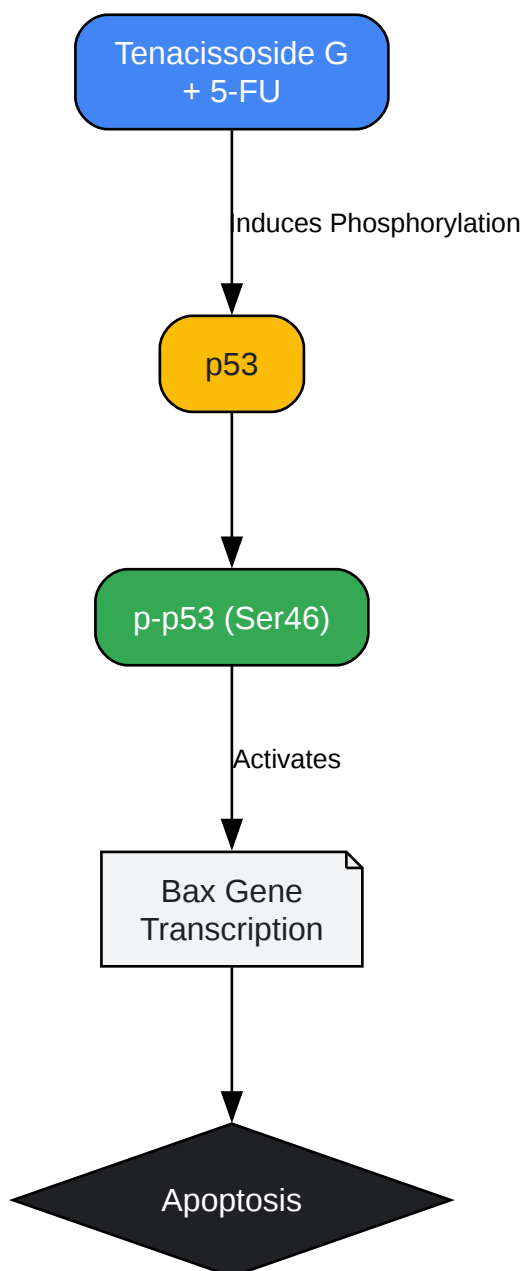 Tenacissoside G
+ 5-FU
Induces Phosphorylation
p53
p-p53 (Ser46)
Activates
Bax Gene
Transcription
Apoptosis